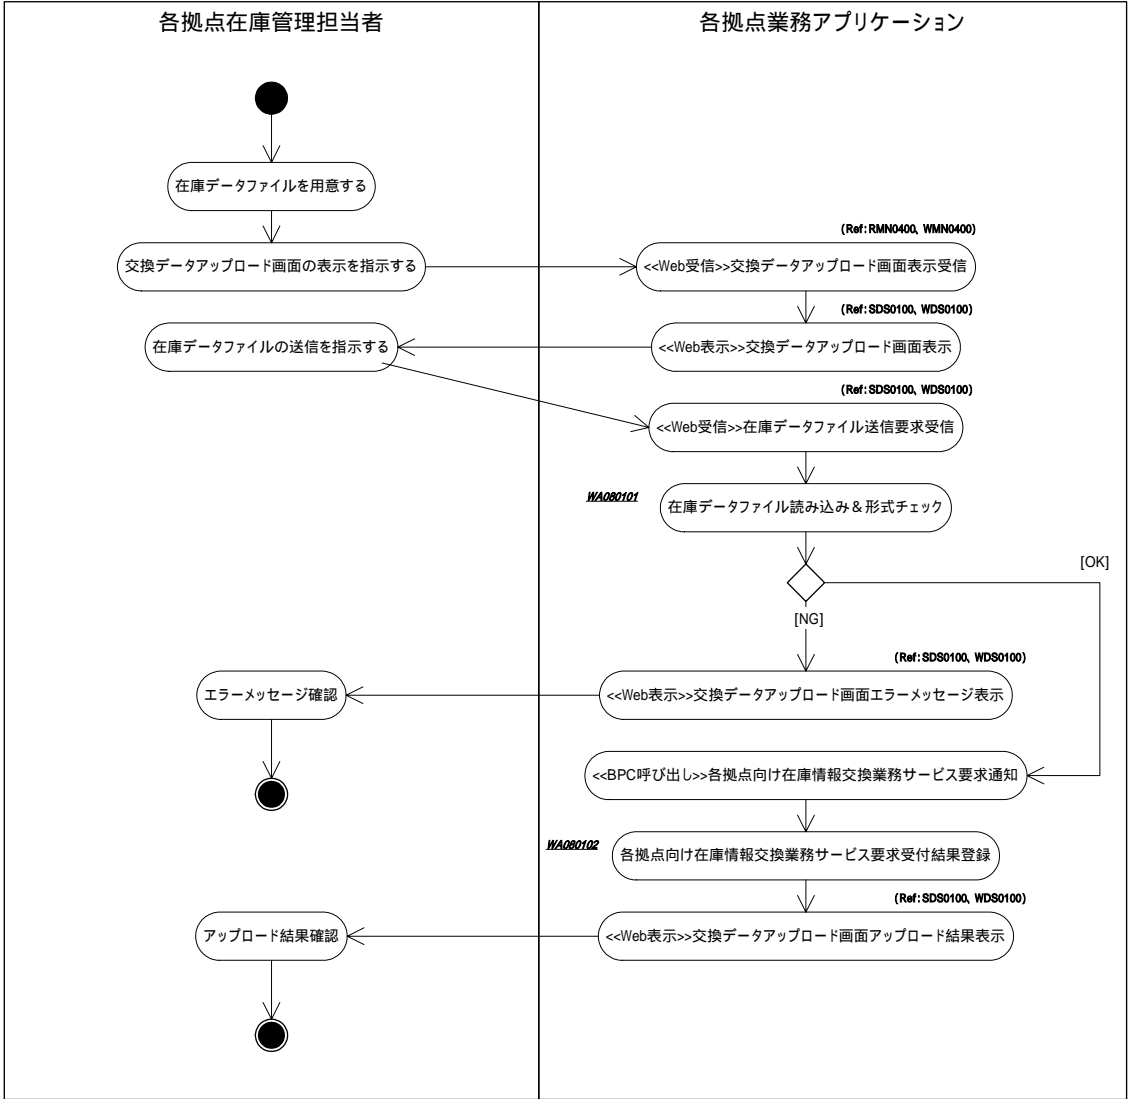 各拠点在庫管理担当者
各拠点業務アプリケーション
在庫データファイルを用意する
(Ref:RMN0400、WMN0400)
交換データアップロード画面の表示を指示する
<<Web受信>>交換データアップロード画面表示受信
(Ref:SDS0100、WDS0100)
在庫データファイルの送信を指示する
<<Web表示>>交換データアップロード画面表示
(Ref:SDS0100、WDS0100)
<<Web受信>>在庫データファイル送信要求受信
WA080101
在庫データファイル読み込み＆形式チェック
[OK]
[NG]
(Ref:SDS0100、WDS0100)
エラーメッセージ確認
<<Web表示>>交換データアップロード画面エラーメッセージ表示
<<BPC呼び出し>>各拠点向け在庫情報交換業務サービス要求通知
WA080102
各拠点向け在庫情報交換業務サービス要求受付結果登録
(Ref:SDS0100、WDS0100)
アップロード結果確認
<<Web表示>>交換データアップロード画面アップロード結果表示